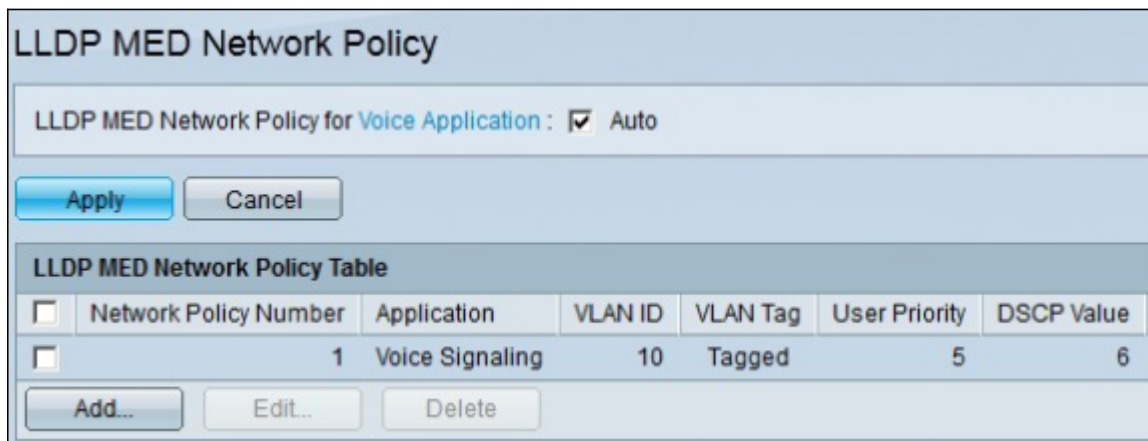 LLDP MED Network Policy
LLDP MED Network Policy for Voice Application : Auto
Apply Cancel
LLDP MED Network Policy Table
Network Policy Number Application VLAN ID VLAN Tag User Priority DSCP Value
1 Voice Signaling 10 Tagged 5 6
Add... Edit... Delete